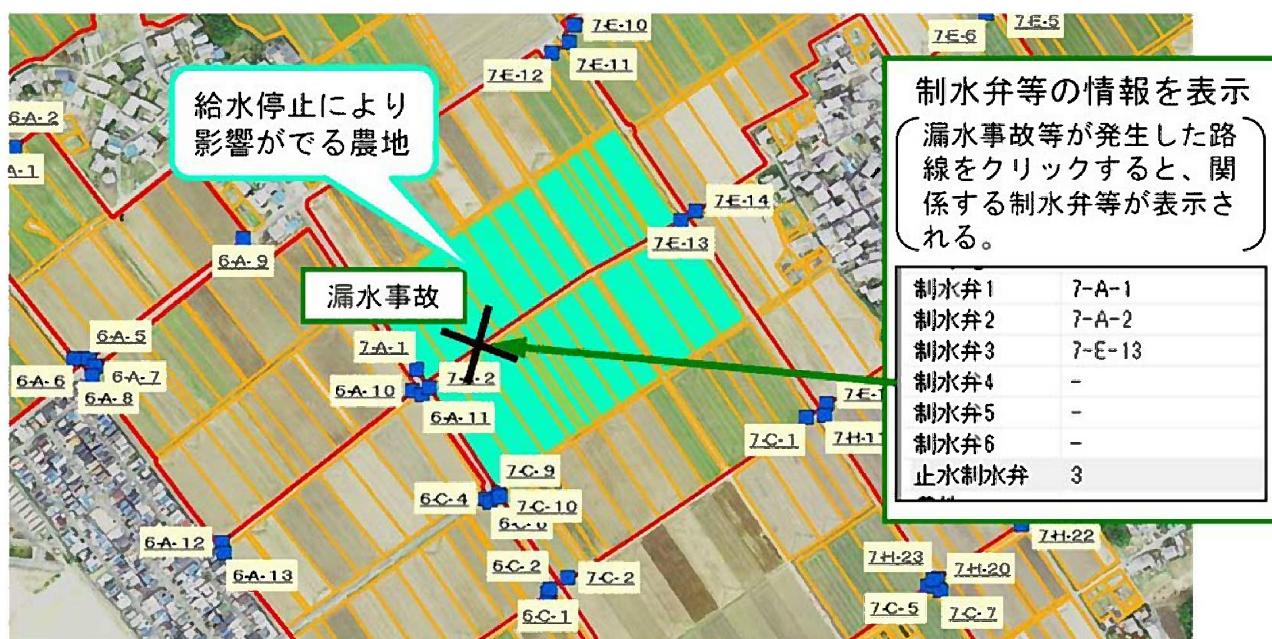 7-E-10
7-E-11
7-E-12
7-E-6
7-E-5
6-A-2
A-1
給水停止により
影響がでる農地
6-A-9
7-E-14
7-E-13
漏水事故
6-A-5
6-A-6
6-A-7
6-A-8
7-A-1
6-A-10
6-A-11
7-C-1
7-H-11
7-C-9
6-C-4
7-C-10
6-A-12
6-A-13
6-C-2
7-C-2
6-C-1
7-H-22
7-H-23
7-H-20
7-C-5
7-C-7
制水弁等の情報を表示
漏水事故等が発生した路
線をクリックすると、関
係する制水弁等が表示さ
れる。
制水弁1 7-A-1
制水弁2 7-A-2
制水弁3 7-E-13
制水弁4 -
制水弁5 -
制水弁6 -
止水制水弁 3